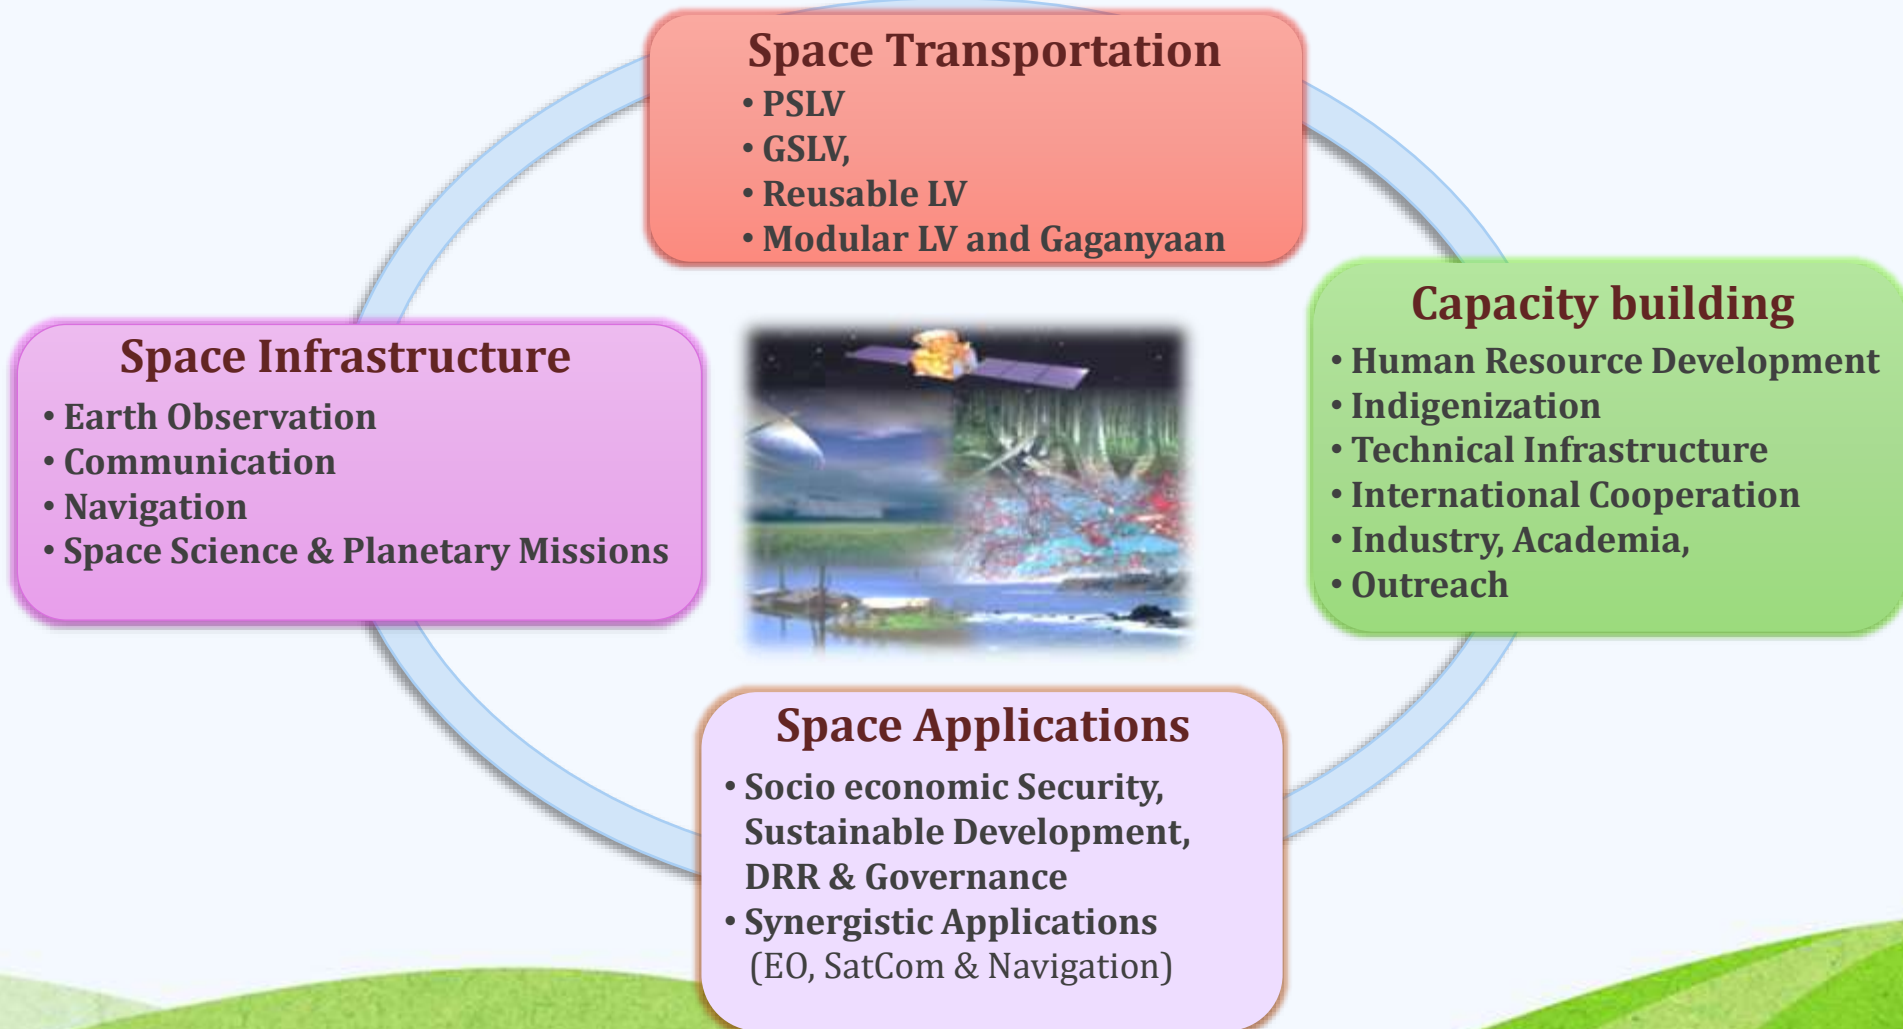 Space Transportation
• PSLV
• GSLV,
• Reusable LV
• Modular LV and Gaganyaan
Space Infrastructure
• Earth Observation
• Communication
• Navigation
• Space Science & Planetary Missions
Capacity building
• Human Resource Development
• Indigenization
• Technical Infrastructure
• International Cooperation
• Industry, Academia,
• Outreach
Space Applications
• Socio economic Security,
Sustainable Development,
DRR & Governance
• Synergistic Applications
(EO, SatCom & Navigation)